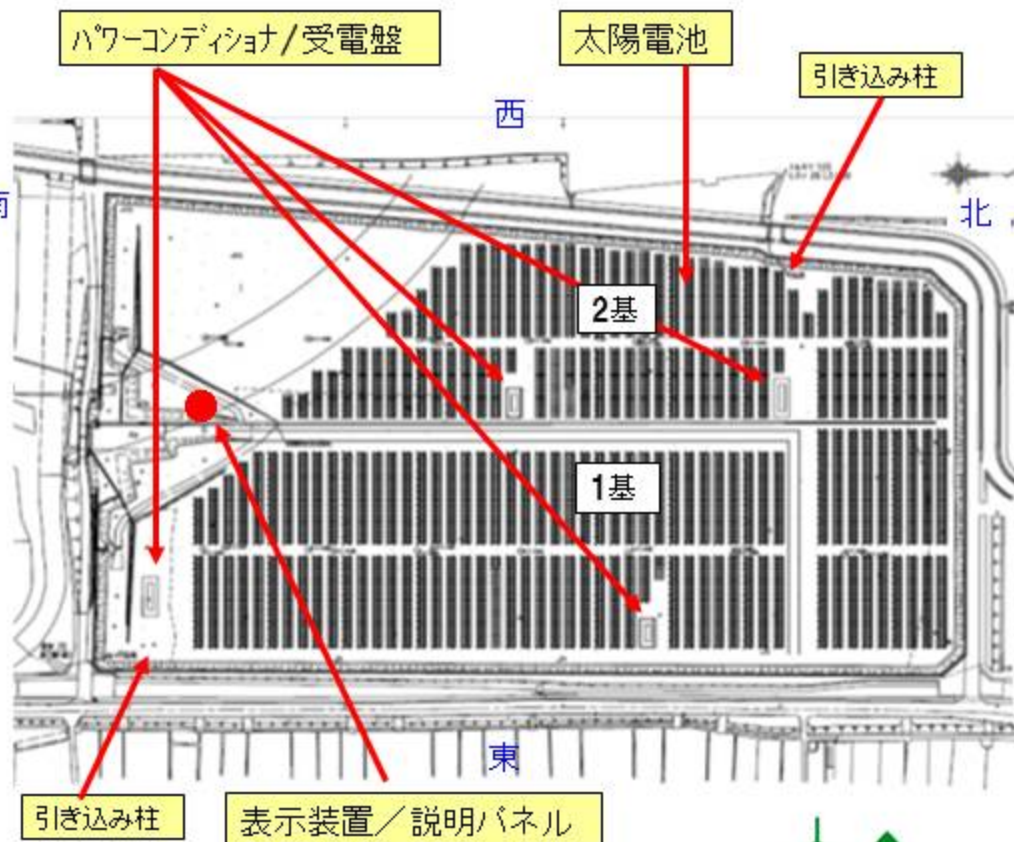 パワーコンディショナ/受電盤
太陽電池
引き込み柱
西
南
北
2基
1基
東
引き込み柱
表示装置／説明パネル